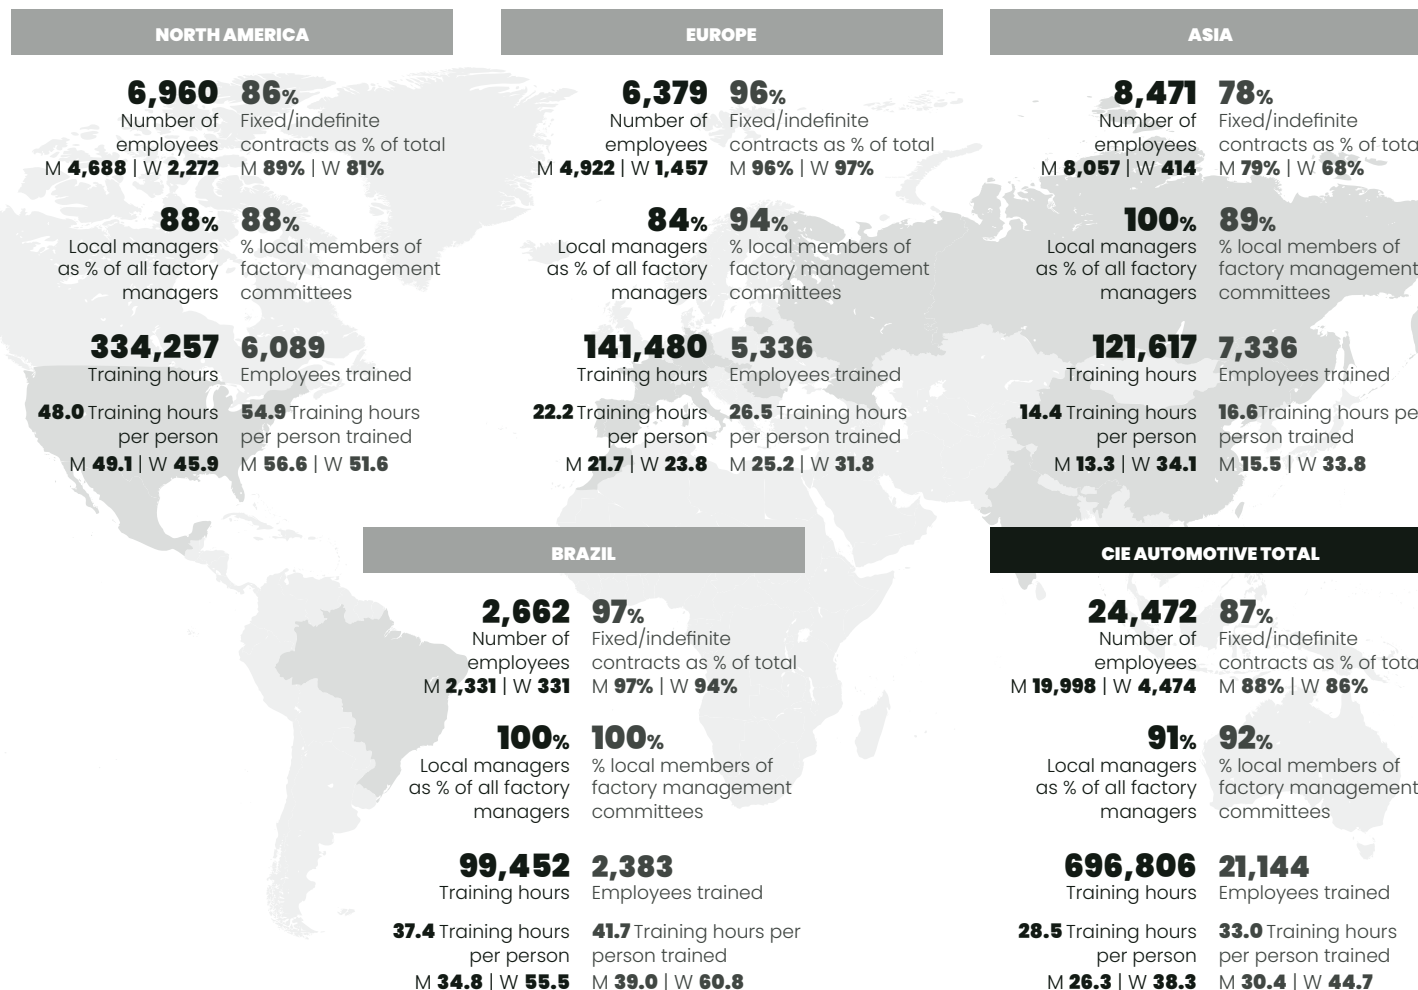 NORTH AMERICA
6,960 86%
Number of employees Fixed/indefinite contracts as % of total
M 4,688 | W 2,272 M 89% | W 81%
88% 88%
Local managers as % of all factory managers % local members of factory management committees
334,257 6,089
Training hours Employees trained
48.0 Training hours per person 54.9 Training hours per person trained
M 49.1 | W 45.9 M 56.6 | W 51.6
EUROPE
6,379 96%
Number of employees Fixed/indefinite contracts as % of total
M 4,922 | W 1,457 M 96% | W 97%
84% 94%
Local managers as % of all factory managers % local members of factory management committees
141,480 5,336
Training hours Employees trained
22.2 Training hours per person 26.5 Training hours per person trained
M 21.7 | W 23.8 M 25.2 | W 31.8
ASIA
8,471 78%
Number of employees Fixed/indefinite contracts as % of tota
M 8,057 | W 414 M 79% | W 68%
100% 89%
Local managers as % of all factory managers % local members of factory management committees
121,617 7,336
Training hours Employees trained
14.4 Training hours per person 16.6Training hours pe person trained
M 13.3 | W 34.1 M 15.5 | W 33.8
BRAZIL
2,662 97%
Number of employees Fixed/indefinite contracts as % of total
M 2,331 | W 331 M 97% | W 94%
100% 100%
Local managers as % of all factory managers % local members of factory management committees
99,452 2,383
Training hours Employees trained
37.4 Training hours per person 41.7 Training hours per person trained
M 34.8 | W 55.5 M 39.0 | W 60.8
CIE AUTOMOTIVE TOTAL
24,472 87%
Number of employees Fixed/indefinite contracts as % of tota
M 19,998 | W 4,474 M 88% | W 86%
91% 92%
Local managers as % of all factory managers % local members of factory management committees
696,806 21,144
Training hours Employees trained
28.5 Training hours per person 33.0 Training hours per person trained
M 26.3 | W 38.3 M 30.4 | W 44.7